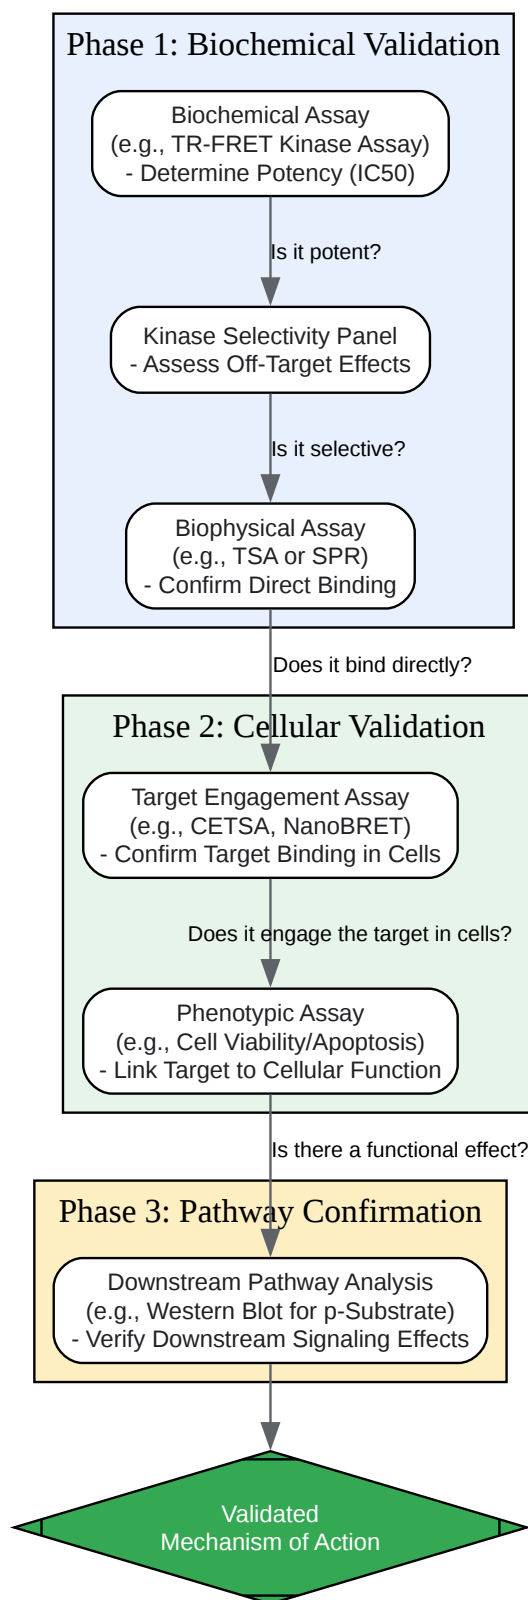 Phase 1: Biochemical Validation
Biochemical Assay
(e.g., TR-FRET Kinase Assay)
- Determine Potency (IC50)
Is it potent?
Kinase Selectivity Panel
- Assess Off-Target Effects
Is it selective?
Biophysical Assay
(e.g., TSA or SPR)
- Confirm Direct Binding
Does it bind directly?
Phase 2: Cellular Validation
Target Engagement Assay
(e.g., CETSA, NanoBRET)
- Confirm Target Binding in Cells
Does it engage the target in cells?
Phenotypic Assay
(e.g., Cell Viability/Apoptosis)
- Link Target to Cellular Function
Is there a functional effect?
Phase 3: Pathway Confirmation
Downstream Pathway Analysis
(e.g., Western Blot for p-Substrate)
- Verify Downstream Signaling Effects
Validated
Mechanism of Action